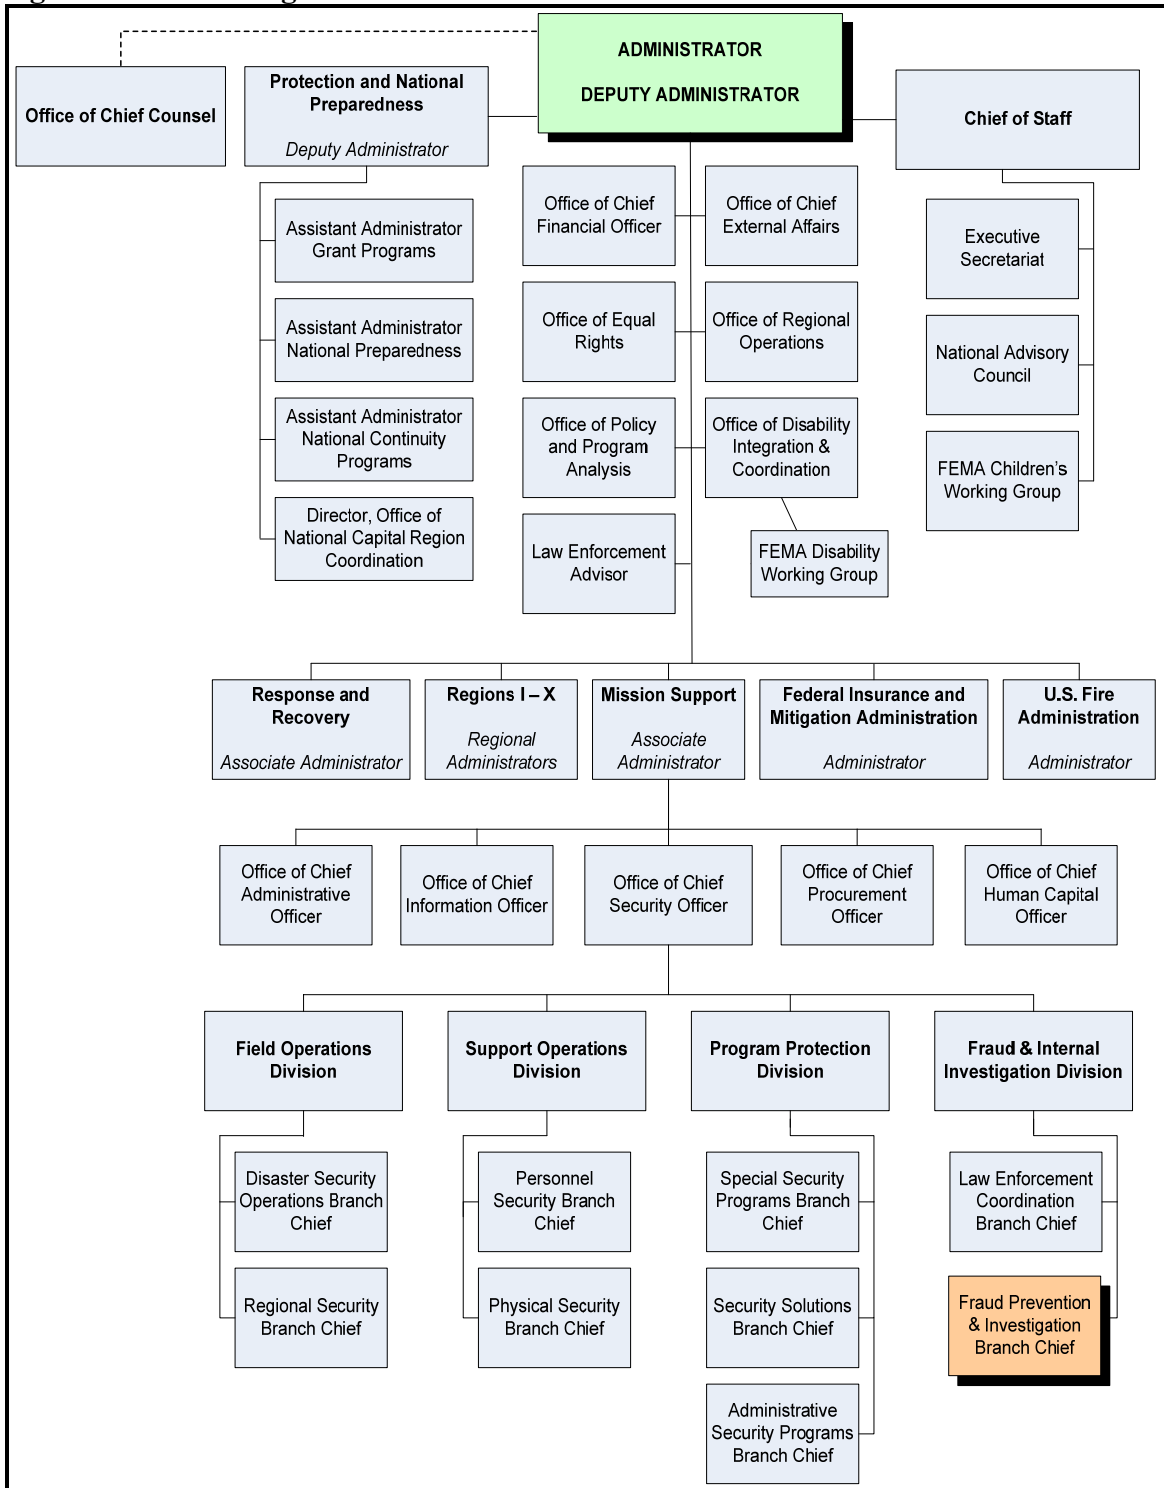 ADMINISTRATOR
DEPUTY ADMINISTRATOR
Office of Chief Counsel
Protection and National
Preparedness
Deputy Administrator
Chief of Staff
Assistant Administrator
Grant Programs
Assistant Administrator
National Preparedness
Assistant Administrator
National Continuity
Programs
Director, Office of
National Capital Region
Coordination
Office of Chief
Financial Officer
Office of Chief
External Affairs
Office of Equal
Rights
Office of Regional
Operations
Office of Policy
and Program
Analysis
Office of Disability
Integration &
Coordination
Law Enforcement
Advisor
FEMA Disability
Working Group
Executive
Secretariat
National Advisory
Council
FEMA Children's
Working Group
Response and
Recovery
Associate Administrator
Regions I – X
Regional
Administrators
Mission Support
Associate
Administrator
Federal Insurance and
Mitigation Administration
Administrator
U.S. Fire
Administration
Administrator
Office of Chief
Administrative
Officer
Office of Chief
Information Officer
Office of Chief
Security Officer
Office of Chief
Procurement
Officer
Office of Chief
Human Capital
Officer
Field Operations
Division
Support Operations
Division
Program Protection
Division
Fraud & Internal
Investigation Division
Disaster Security
Operations Branch
Chief
Regional Security
Branch Chief
Personnel
Security Branch
Chief
Physical Security
Branch Chief
Special Security
Programs Branch
Chief
Security Solutions
Branch Chief
Administrative
Security Programs
Branch Chief
Law Enforcement
Coordination
Branch Chief
Fraud Prevention
& Investigation
Branch Chief